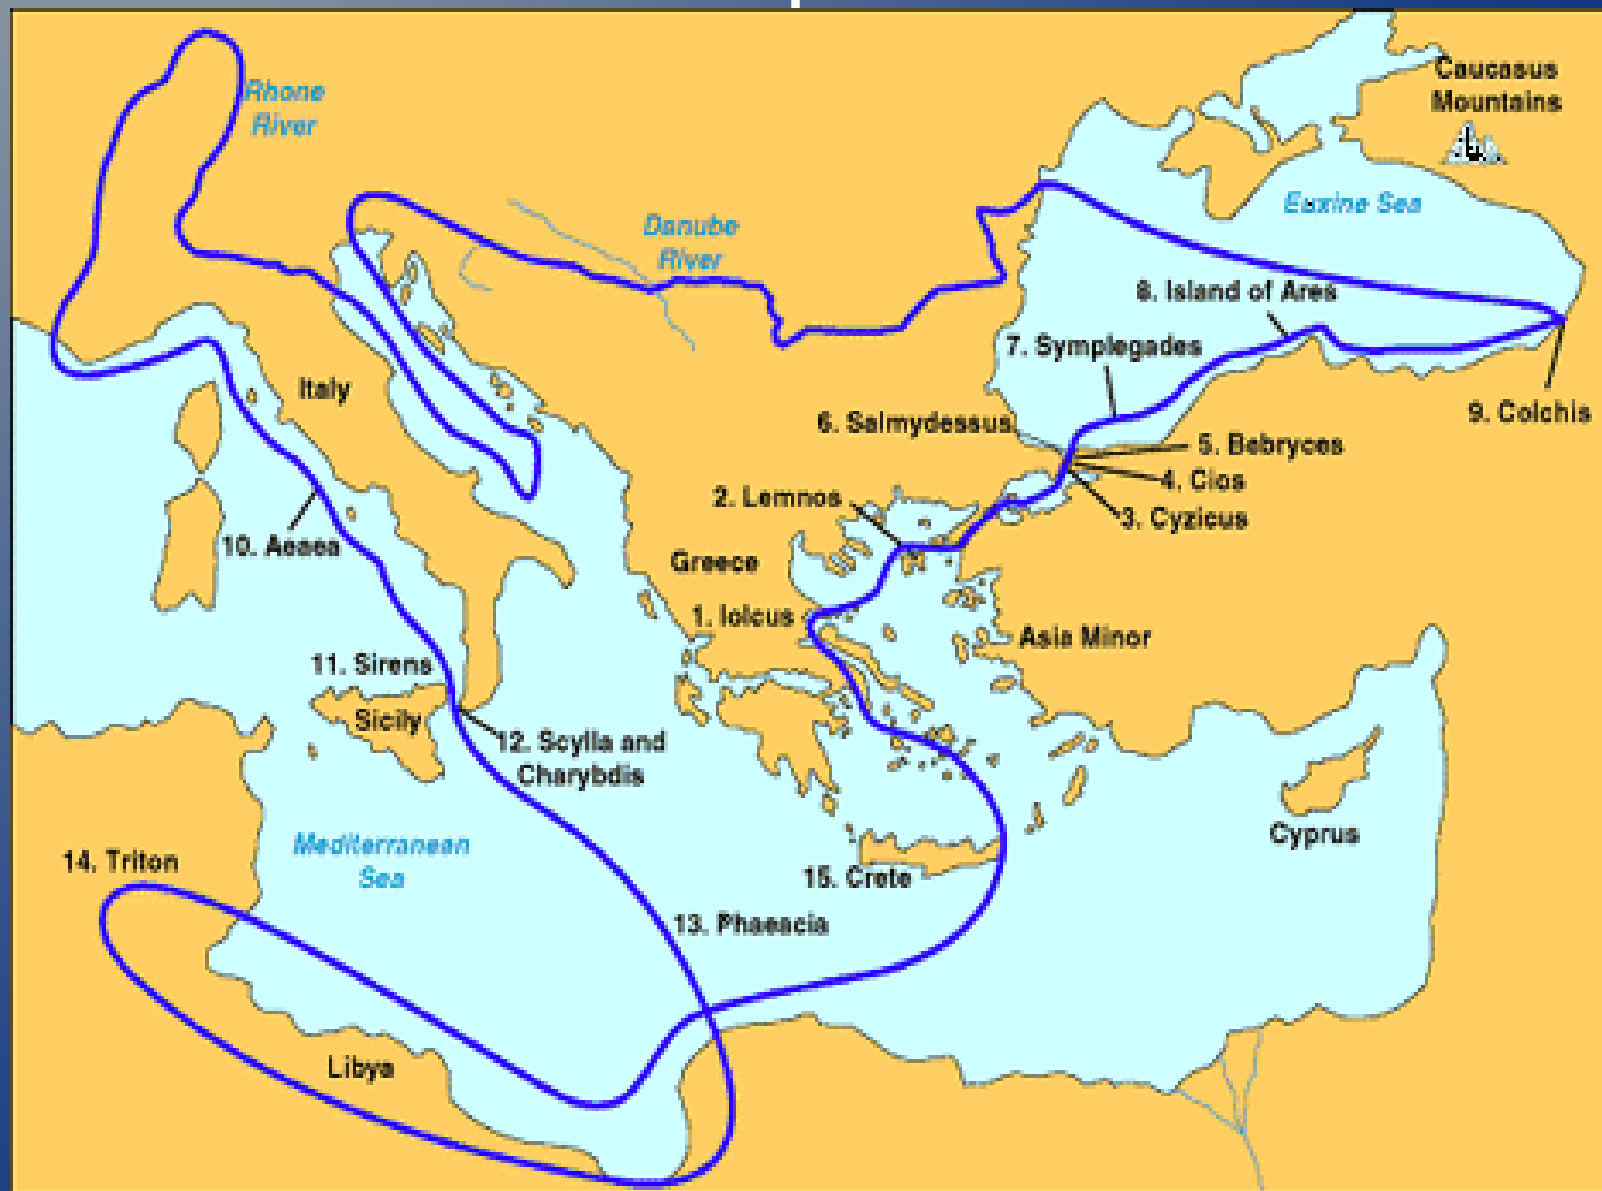 Rhone
River
Caucasus
Mountains
Euxine Sea
Danube
River
8. Island of Ares
7. Symplegades
Italy
9. Colchis
6. Salmydessus
5. Bebryces
4. Cios
2. Lemnos
3. Cyzicus
10. Aeaea
Greece
1. Iolcus
Asia Minor
11. Sirens
Sicily
12. Scylla and
Charybdis
Cyprus
Mediterranean
Sea
14. Triton
15. Crete
13. Phaeacia
Libya